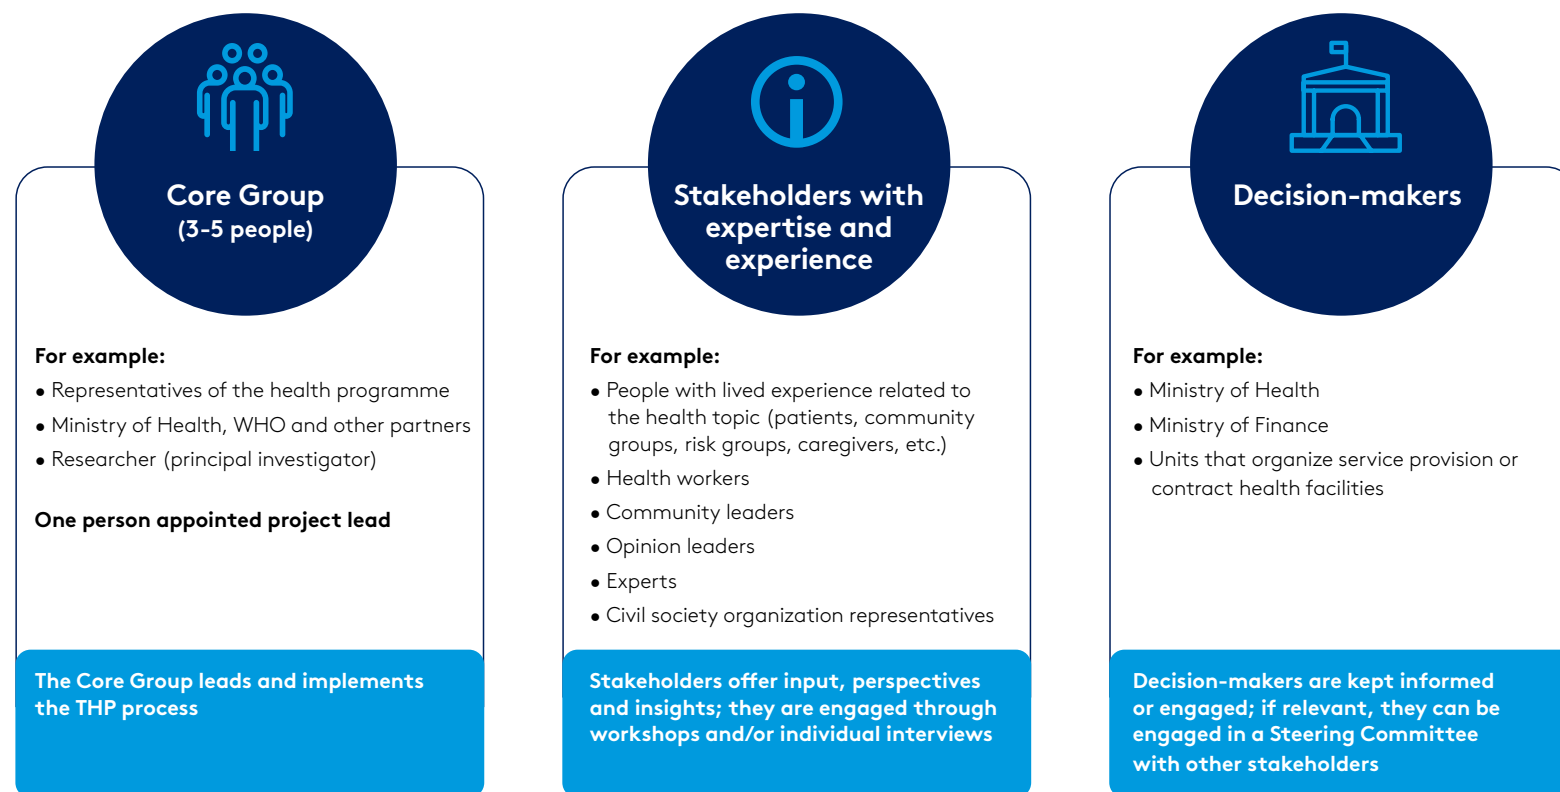 Core Group
(3-5 people)
For example:
• Representatives of the health programme
• Ministry of Health, WHO and other partners
• Researcher (principal investigator)
One person appointed project lead
The Core Group leads and implements
the THP process
Stakeholders with
expertise and
experience
For example:
• People with lived experience related to
the health topic (patients, community
groups, risk groups, caregivers, etc.)
• Health workers
• Community leaders
• Opinion leaders
• Experts
• Civil society organization representatives
Stakeholders offer input, perspectives
and insights; they are engaged through
workshops and/or individual interviews
Decision-makers
For example:
• Ministry of Health
• Ministry of Finance
• Units that organize service provision or
contract health facilities
Decision-makers are kept informed
or engaged; if relevant, they can be
engaged in a Steering Committee
with other stakeholders